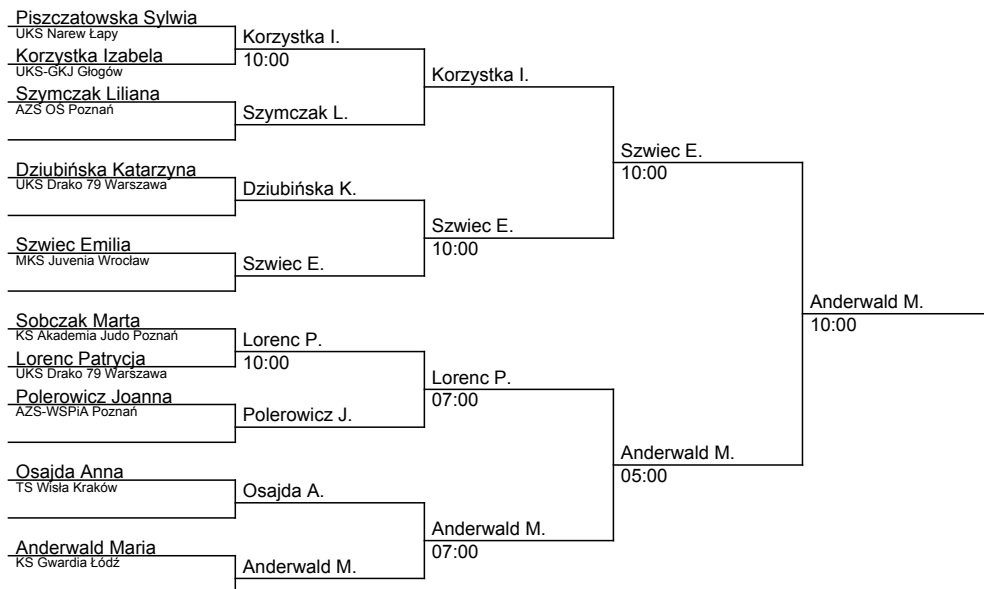 Piszczatowska Sylwia
UKS Narew Łapy
Korzystka I.
10:00
Korzystka Izabela
UKS-GKJ Głogów
Korzystka I.
Szymczak Liliana
AZS OŚ Poznań
Szymczak L.
Szwiec E.
10:00
Dziubińska Katarzyna
UKS Drako 79 Warszawa
Dziubińska K.
Szwiec E.
10:00
Szwiec Emilia
MKS Juvenia Wrocław
Szwiec E.
Anderwald M.
10:00
Sobczak Marta
KS Akademia Judo Poznań
Lorenc P.
10:00
Lorenc Patrycja
UKS Drako 79 Warszawa
Lorenc P.
07:00
Polerowicz Joanna
AZS-WSPiA Poznań
Polerowicz J.
Anderwald M.
05:00
Osajda Anna
TS Wisła Kraków
Osajda A.
Anderwald M.
07:00
Anderwald Maria
KS Gwardia Łódź
Anderwald M.